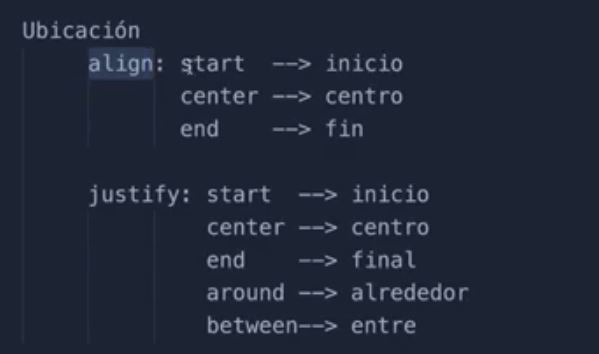 Ubicación
align: start --> inicio
center --> centro
end --> fin
justify: start --> inicio
center --> centro
end --> final
around --> alrededor
between--> entre